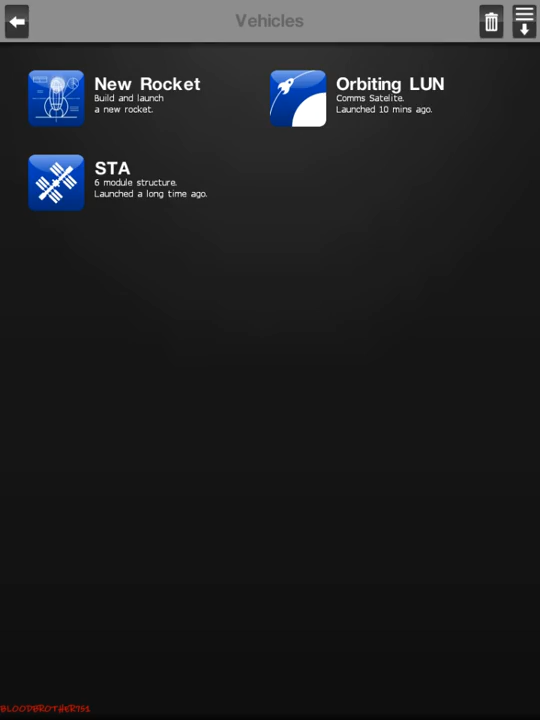 Vehicles
New Rocket
Build and launch
a new rocket.
Orbiting LUN
Comms Satelite.
Launched 10 mins ago.
STA
6 module structure.
Launched a long time ago.
BLOODBROTHER751